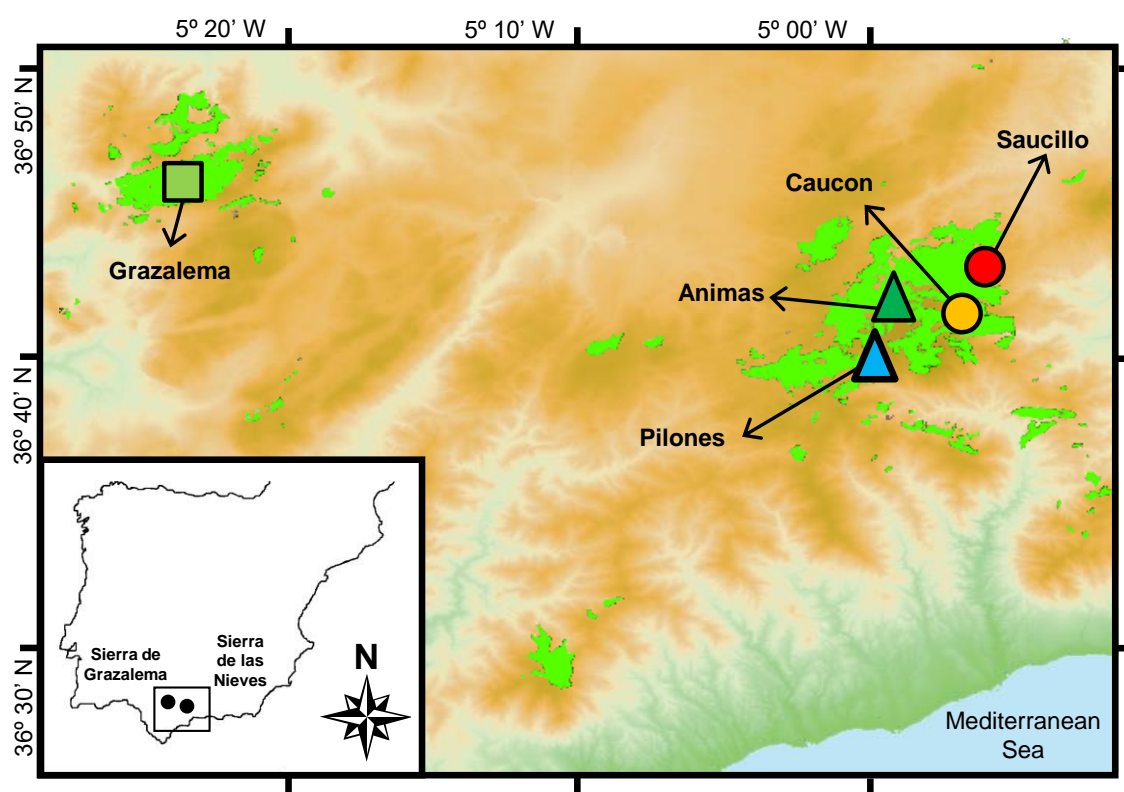 5º 20’ W
5º 10’ W
5º 00’ W
36º 50’ N
36º 40’ N
36º 30’ N
Saucillo
Caucon
Grazalema
Animas
Pilones
Sierra de
Grazalema
Sierra
de las
Nieves
N
Mediterranean
Sea